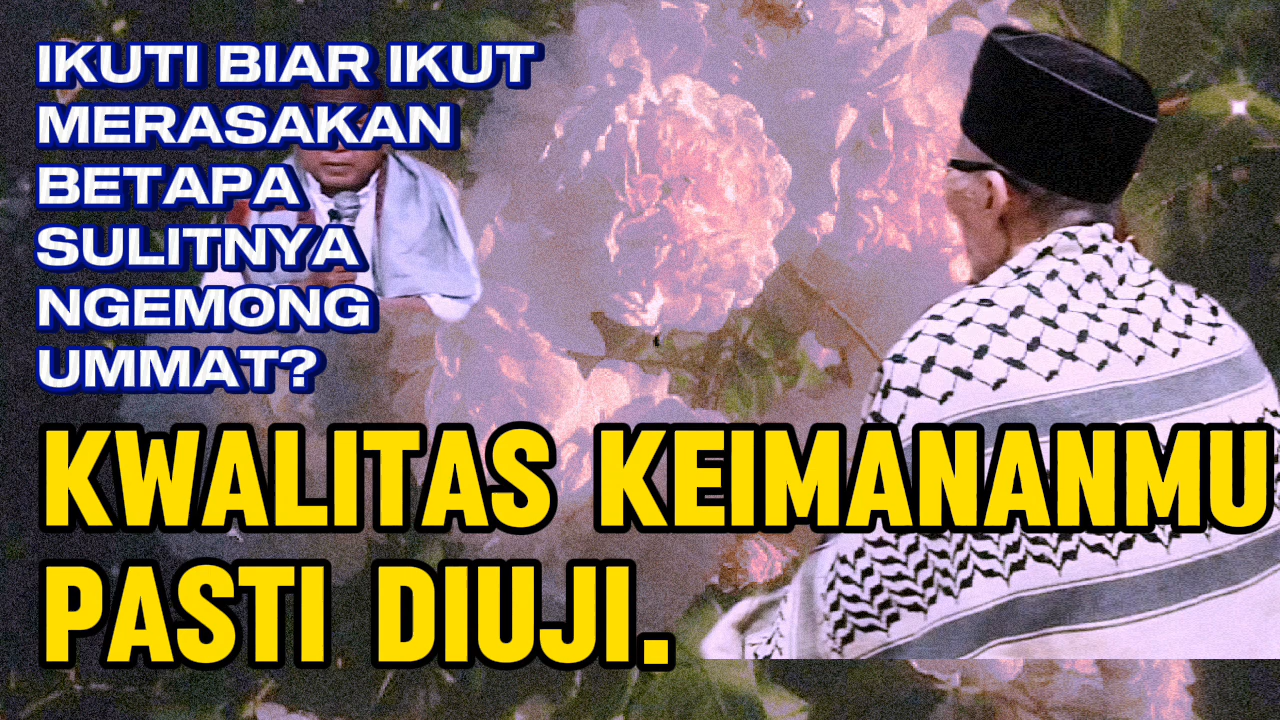 IKUTI BIAR IKUT
MERASAKAN
BETAPA
SULITNYA
NGEMONG
UMMAT?
KWALITAS KEIMANANMU
PASTI DIUJI.